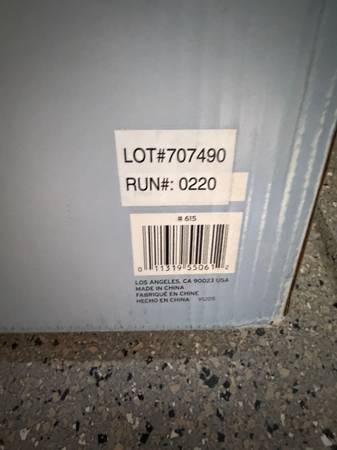 LOT#707490
RUN#: 0220
# 615
0 11319 55061 2
LOS ANGELES, CA 90023 USA
MADE IN CHINA
FABRIQUÉ EN CHINE
HECHO EN CHINA